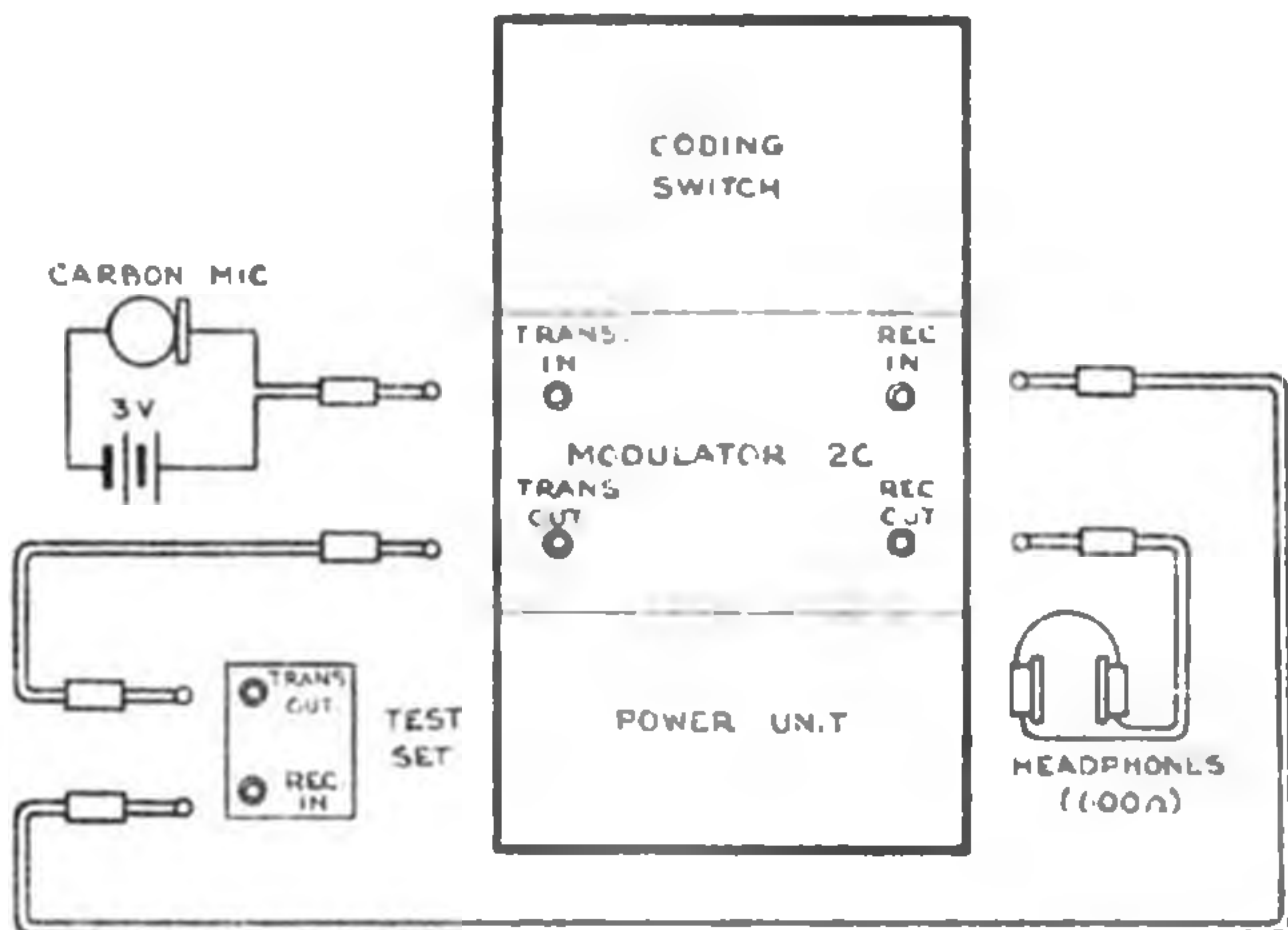 CODING
SWITCH
CARBON MIC
3V
TRANS.
IN
REC
IN
MODULATOR 2C
TRANS
OUT
REC
OUT
TRANS
OUT
REC
IN
TEST
SET
POWER UNIT
HEADPHONES